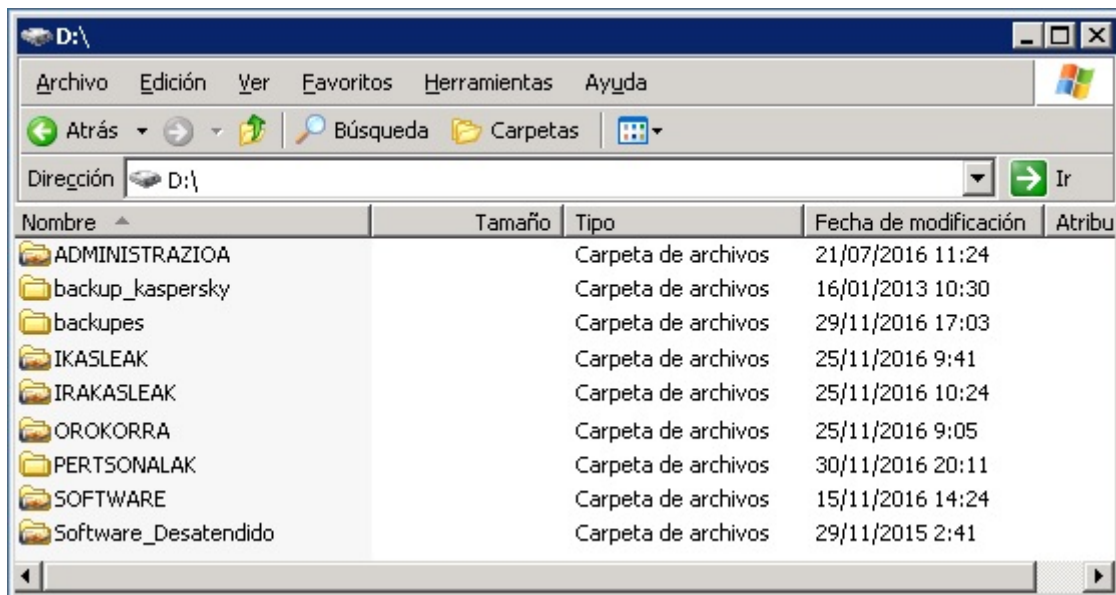 D:\
Archivo Edición Ver Favoritos Herramientas Ayuda
Atrás Búsqueda Carpetas
Dirección D:\ Ir
Nombre Tamaño Tipo Fecha de modificación Atribu
ADMINISTRAZIOA Carpeta de archivos 21/07/2016 11:24
backup_kaspersky Carpeta de archivos 16/01/2013 10:30
backupes Carpeta de archivos 29/11/2016 17:03
IKASLEAK Carpeta de archivos 25/11/2016 9:41
IRAKASLEAK Carpeta de archivos 25/11/2016 10:24
OROKORRA Carpeta de archivos 25/11/2016 9:05
PERTSONALAK Carpeta de archivos 30/11/2016 20:11
SOFTWARE Carpeta de archivos 15/11/2016 14:24
Software_Desatendido Carpeta de archivos 29/11/2015 2:41